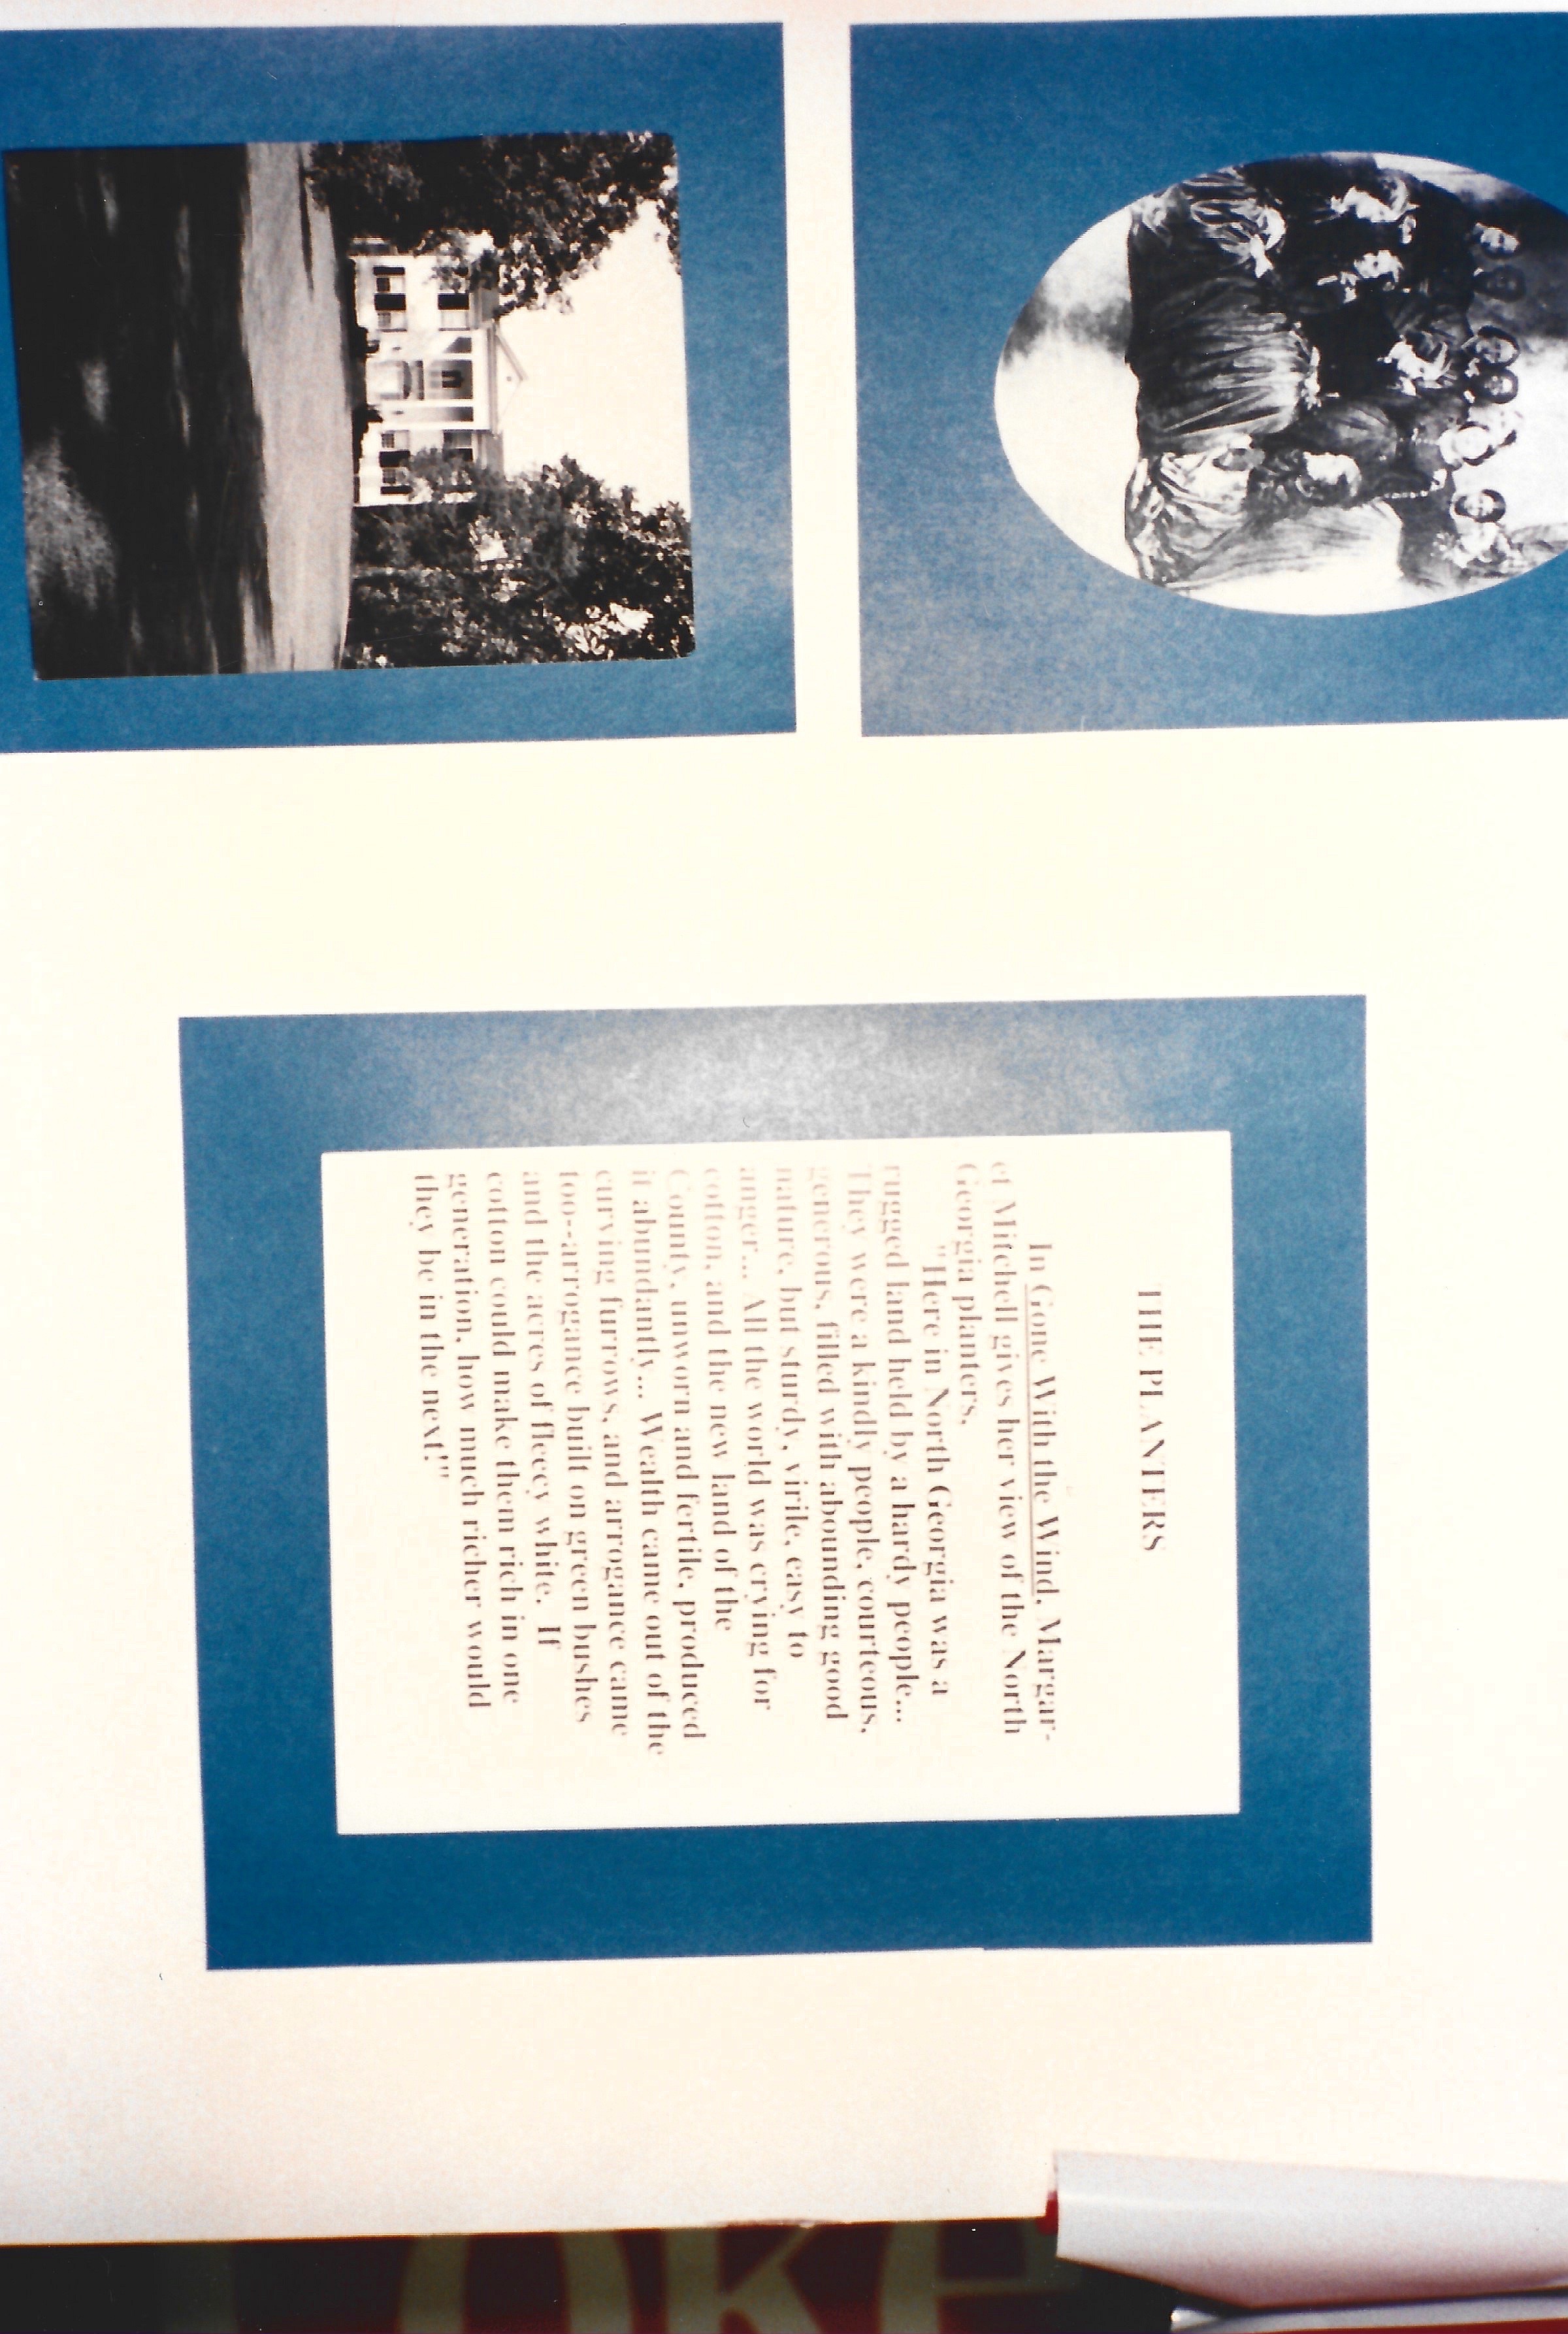 THE PLANTERS
In Gone With the Wind, Margar-
et Mitchell gives her view of the North
Georgia planters.
"Here in North Georgia was a
rugged land held by a hardy people...
They were a kindly people, courteous,
generous, filled with abounding good
nature, but sturdy, virile, easy to
anger... All the world was crying for
cotton, and the new land of the
County, unworn and fertile, produced
it abundantly... Wealth came out of the
curving furrows, and arrogance came
too--arrogance built on green bushes
and the acres of fleecy white. If
cotton could make them rich in one
generation, how much richer would
they be in the next!"